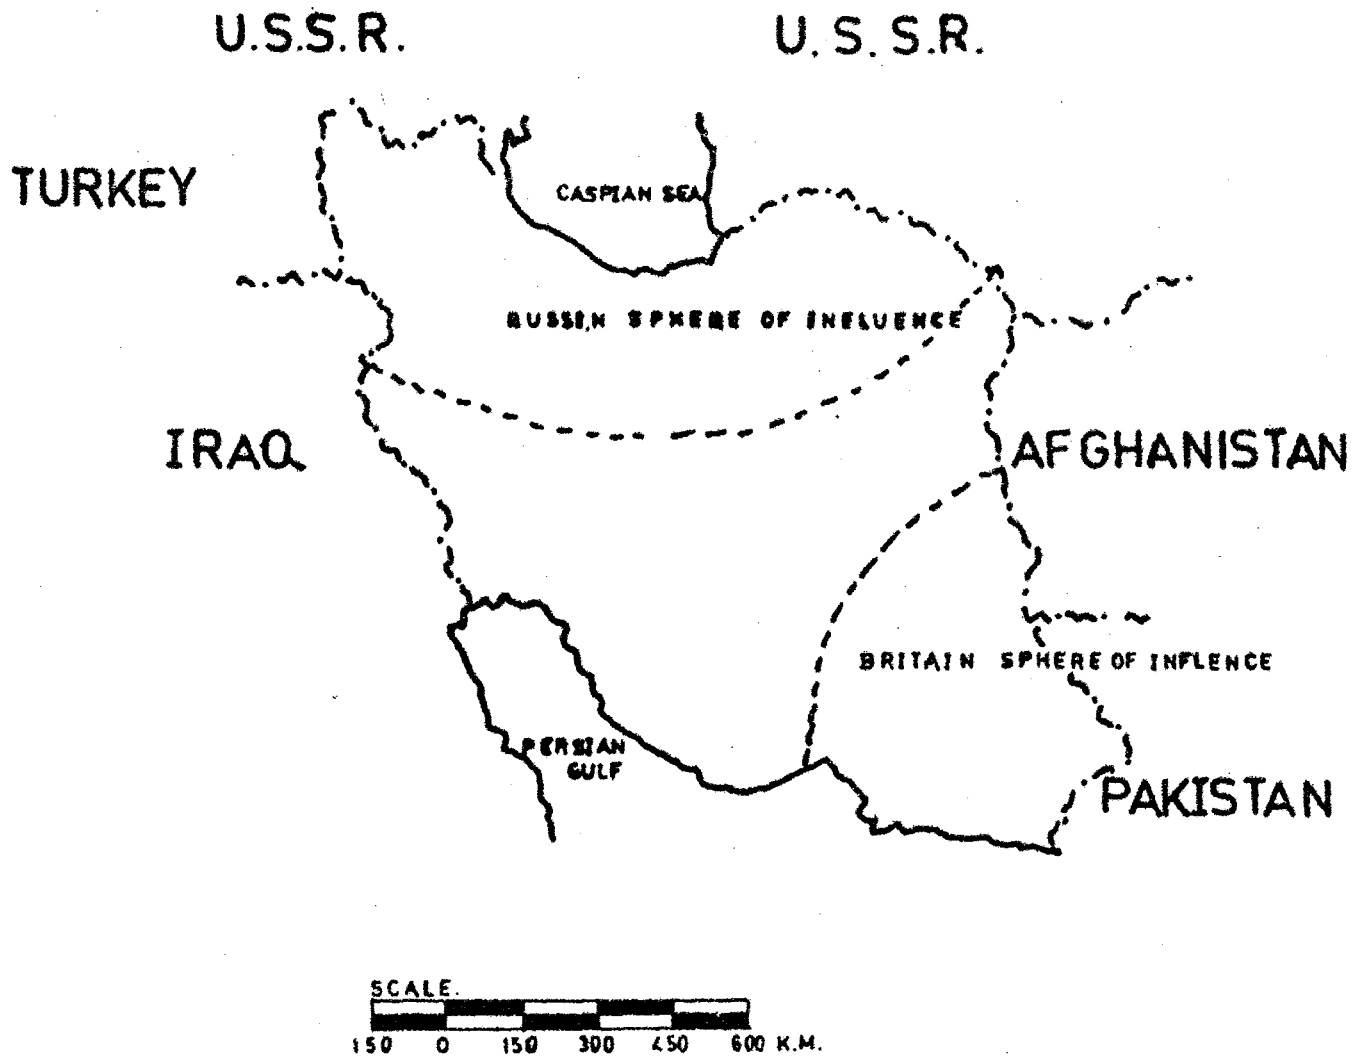 U.S.S.R.
U.S.S.R.
TURKEY
CASPIAN SEA
RUSSIN SPHERE OF INFLUENCE
IRAQ
AFGHANISTAN
BRITAIN SPHERE OF INFLENCE
PERSIAN
GULF
PAKISTAN
SCALE.
150 0 150 300 450 600 K.M.